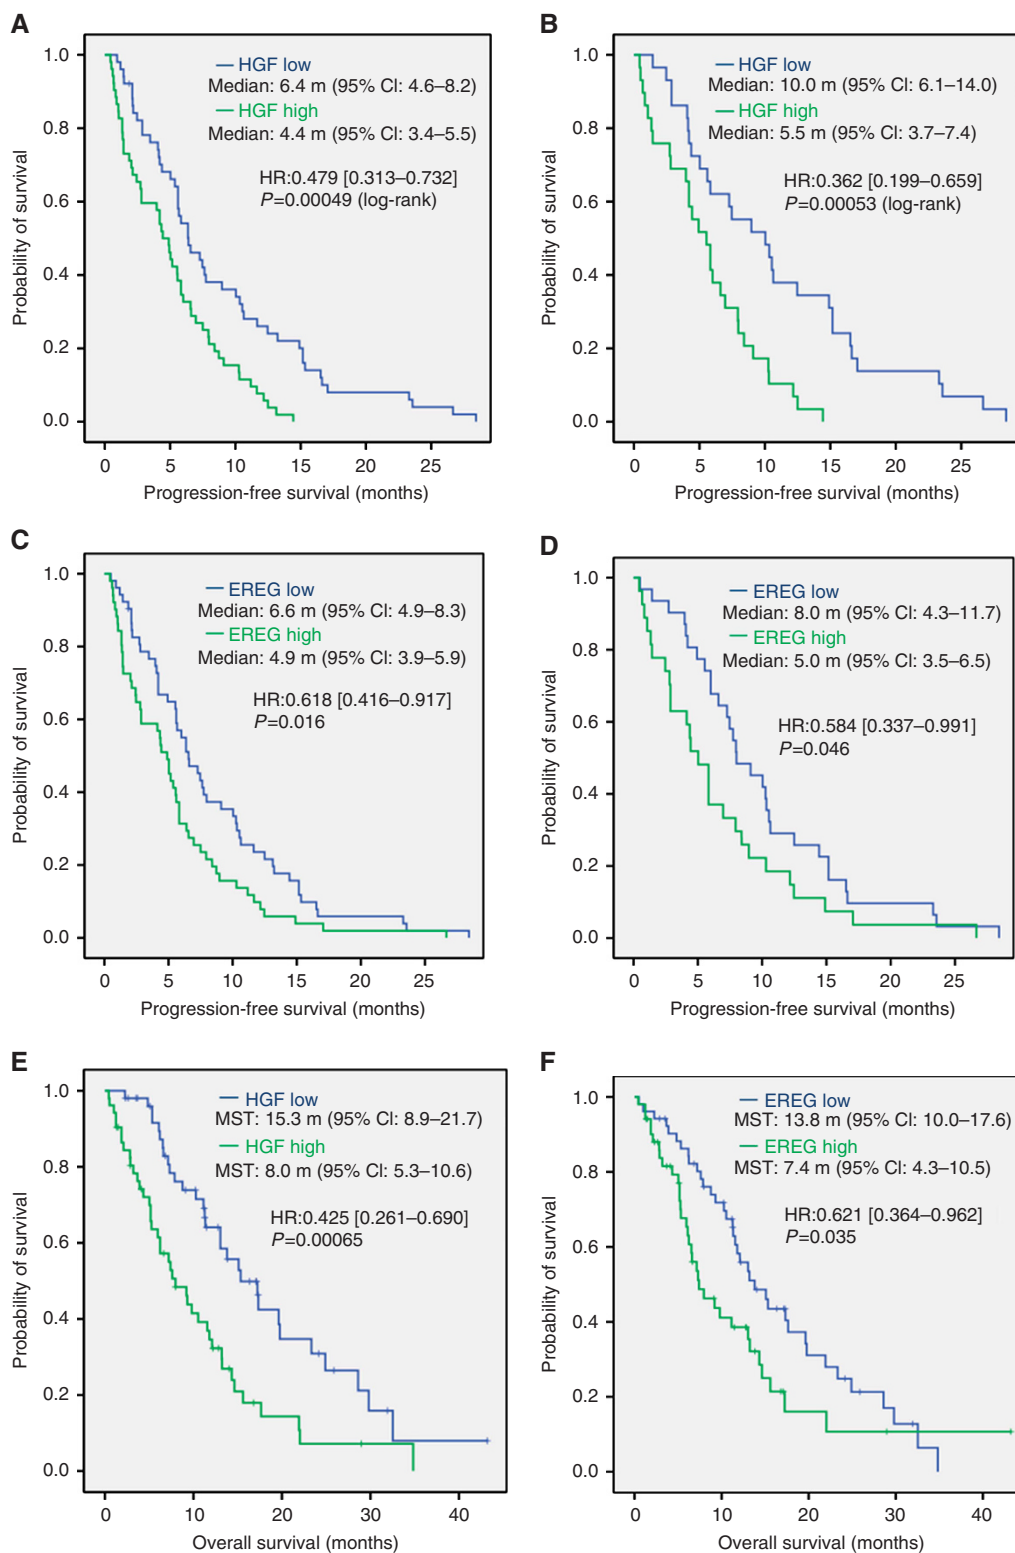 A
Probability of survival
1.0
0.8
0.6
0.4
0.2
0.0
HGF low
Median: 6.4 m (95% CI: 4.6–8.2)
HGF high
Median: 4.4 m (95% CI: 3.4–5.5)
HR:0.479 [0.313–0.732]
P=0.00049 (log-rank)
0 5 10 15 20 25
Progression-free survival (months)
B
Probability of survival
1.0
0.8
0.6
0.4
0.2
0.0
HGF low
Median: 10.0 m (95% CI: 6.1–14.0)
HGF high
Median: 5.5 m (95% CI: 3.7–7.4)
HR:0.362 [0.199–0.659]
P=0.00053 (log-rank)
0 5 10 15 20 25
Progression-free survival (months)
C
Probability of survival
1.0
0.8
0.6
0.4
0.2
0.0
EREG low
Median: 6.6 m (95% CI: 4.9–8.3)
EREG high
Median: 4.9 m (95% CI: 3.9–5.9)
HR:0.618 [0.416–0.917]
P=0.016
0 5 10 15 20 25
Progression-free survival (months)
D
Probability of survival
1.0
0.8
0.6
0.4
0.2
0.0
EREG low
Median: 8.0 m (95% CI: 4.3–11.7)
EREG high
Median: 5.0 m (95% CI: 3.5–6.5)
HR:0.584 [0.337–0.991]
P=0.046
0 5 10 15 20 25
Progression-free survival (months)
E
Probability of survival
1.0
0.8
0.6
0.4
0.2
0.0
HGF low
MST: 15.3 m (95% CI: 8.9–21.7)
HGF high
MST: 8.0 m (95% CI: 5.3–10.6)
HR:0.425 [0.261–0.690]
P=0.00065
0 10 20 30 40
Overall survival (months)
F
Probability of survival
1.0
0.8
0.6
0.4
0.2
0.0
EREG low
MST: 13.8 m (95% CI: 10.0–17.6)
EREG high
MST: 7.4 m (95% CI: 4.3–10.5)
HR:0.621 [0.364–0.962]
P=0.035
0 10 20 30 40
Overall survival (months)